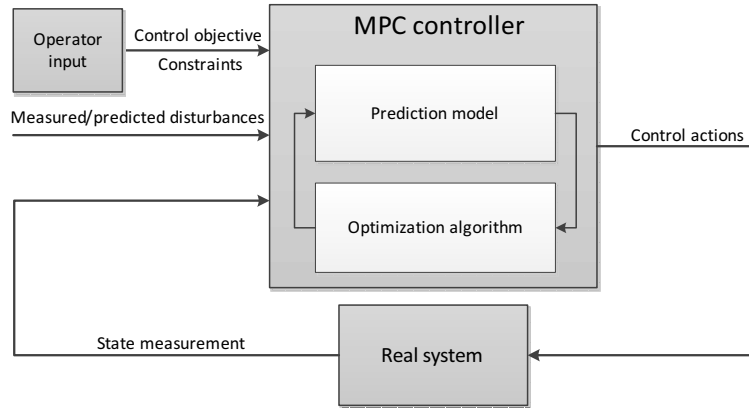 MPC controller
Operator
input
Control objective
Constraints
Measured/predicted disturbances
Prediction model
Control actions
Optimization algorithm
State measurement
Real system